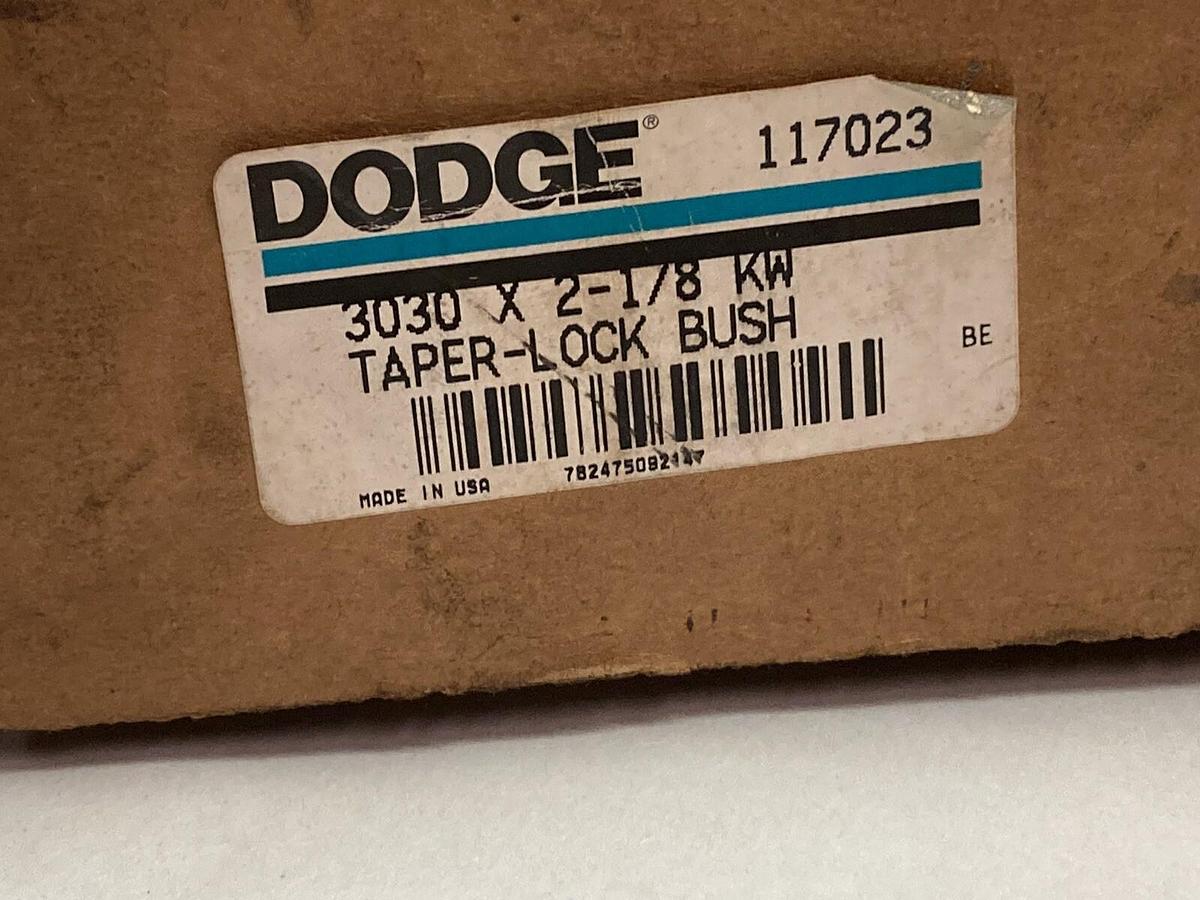 DODGE® 117023
3030 X 2-1/8 KW
TAPER-LOCK BUSH
BE
MADE IN USA